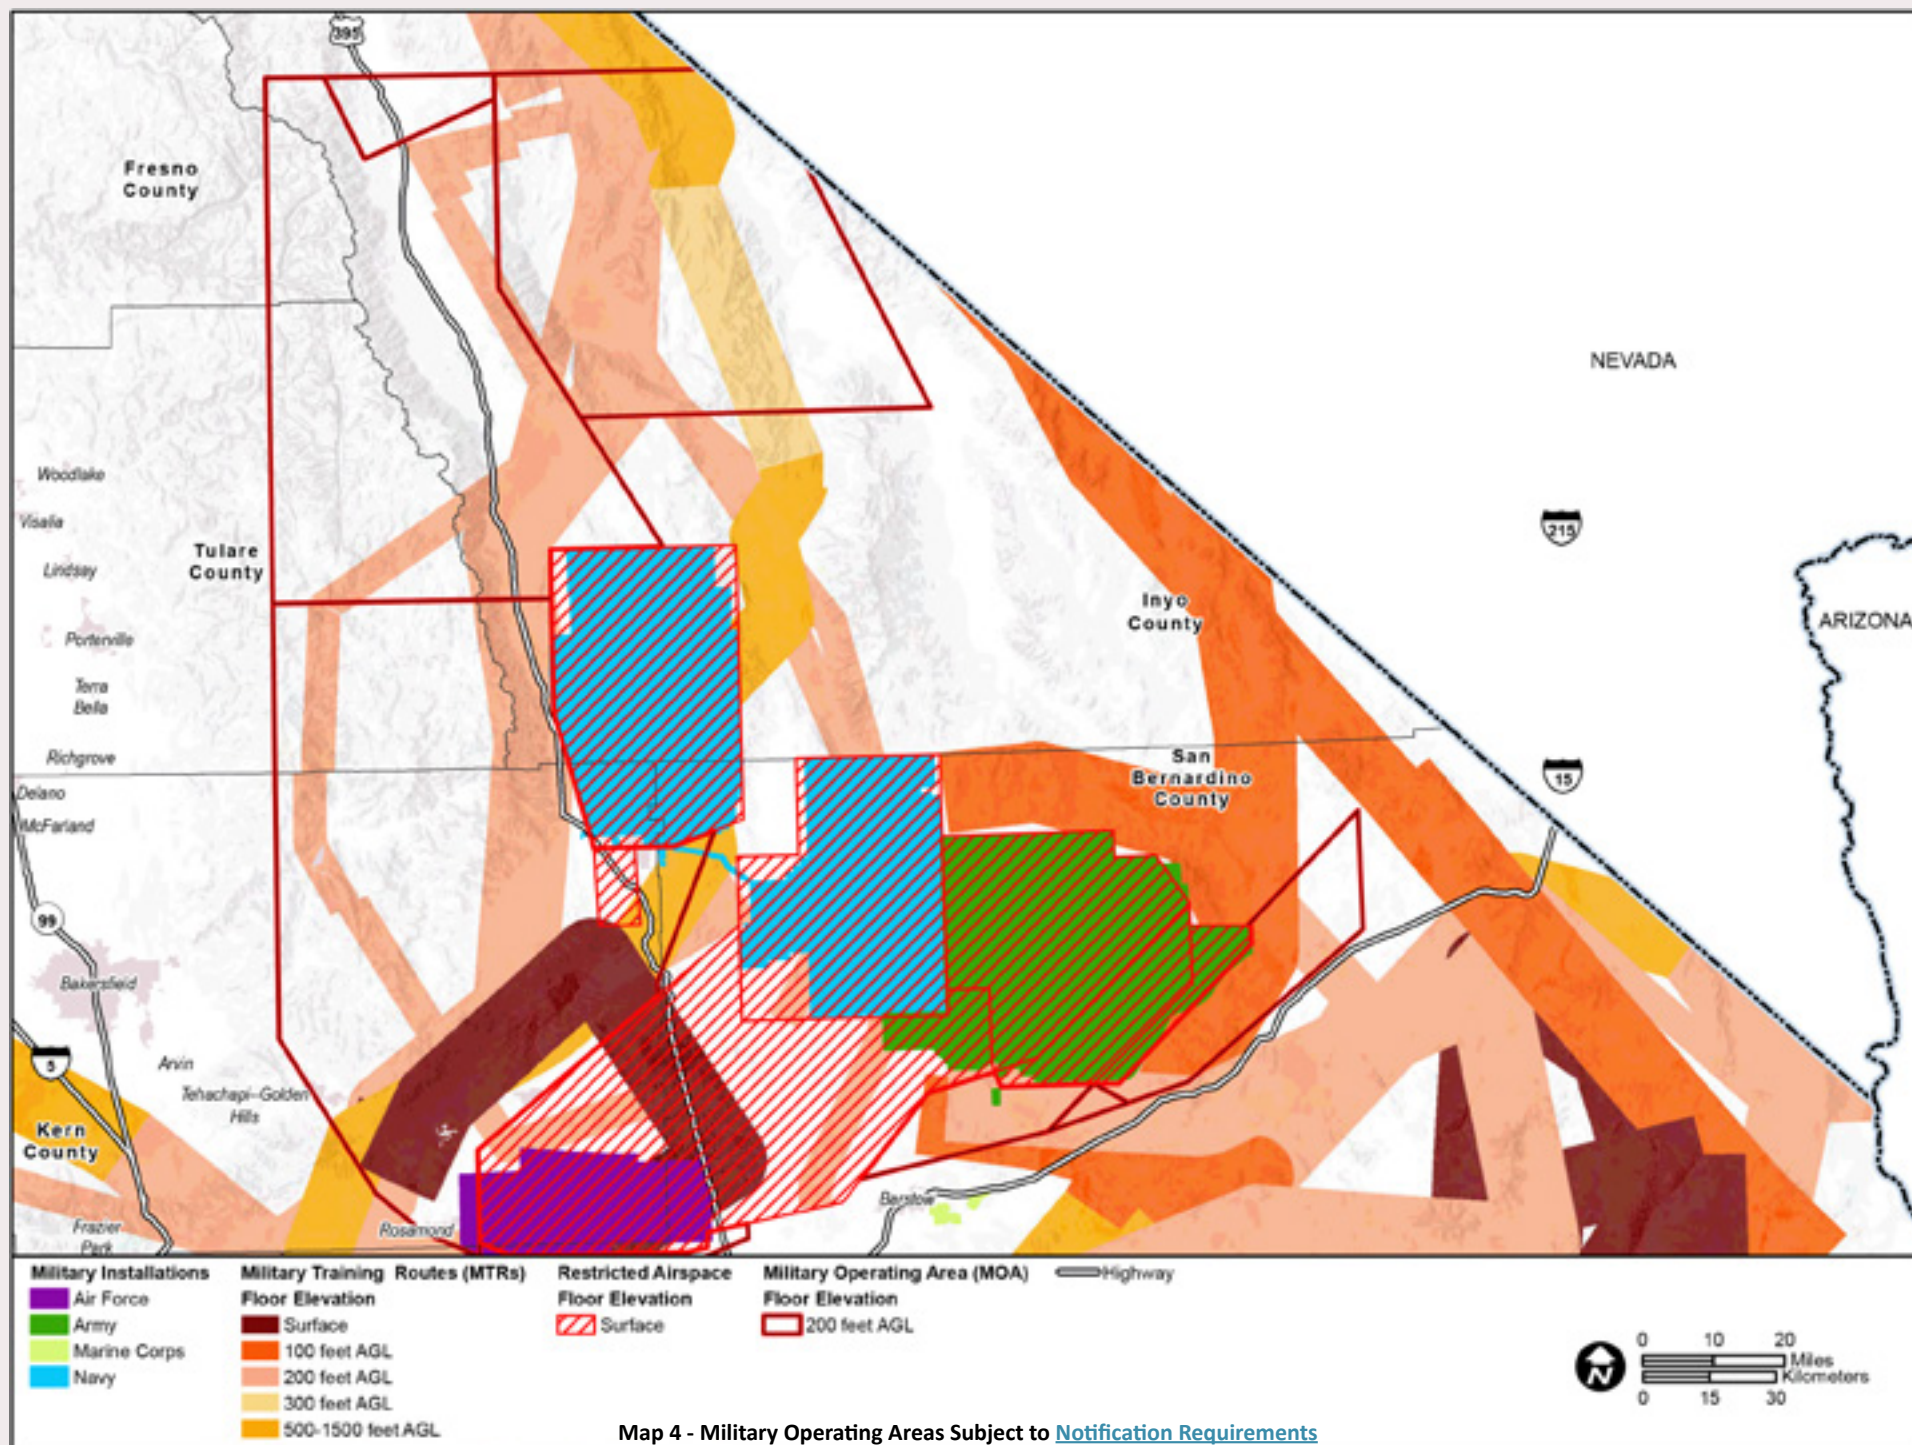 395
Fresno
County
NEVADA
Woodlake
Visalia
215
Tulare
County
Lindsay
Inyo
County
ARIZONA
Porterville
Terra
Bella
Richgrove
San
Bernardino
County
15
Delano
McFarland
99
Bakersfield
5
Arvin
Tehachapi-Golden
Hills
Kern
County
Barstow
Frazier
Park
Rosamond
Military Installations
Air Force
Army
Marine Corps
Navy
Military Training Routes (MTRs)
Floor Elevation
Surface
100 feet AGL
200 feet AGL
300 feet AGL
500-1500 feet AGL
Restricted Airspace
Floor Elevation
Surface
Military Operating Area (MOA)
Floor Elevation
200 feet AGL
Highway
N
0 10 20
Miles
Kilometers
0 15 30
Map 4 - Military Operating Areas Subject to Notification Requirements